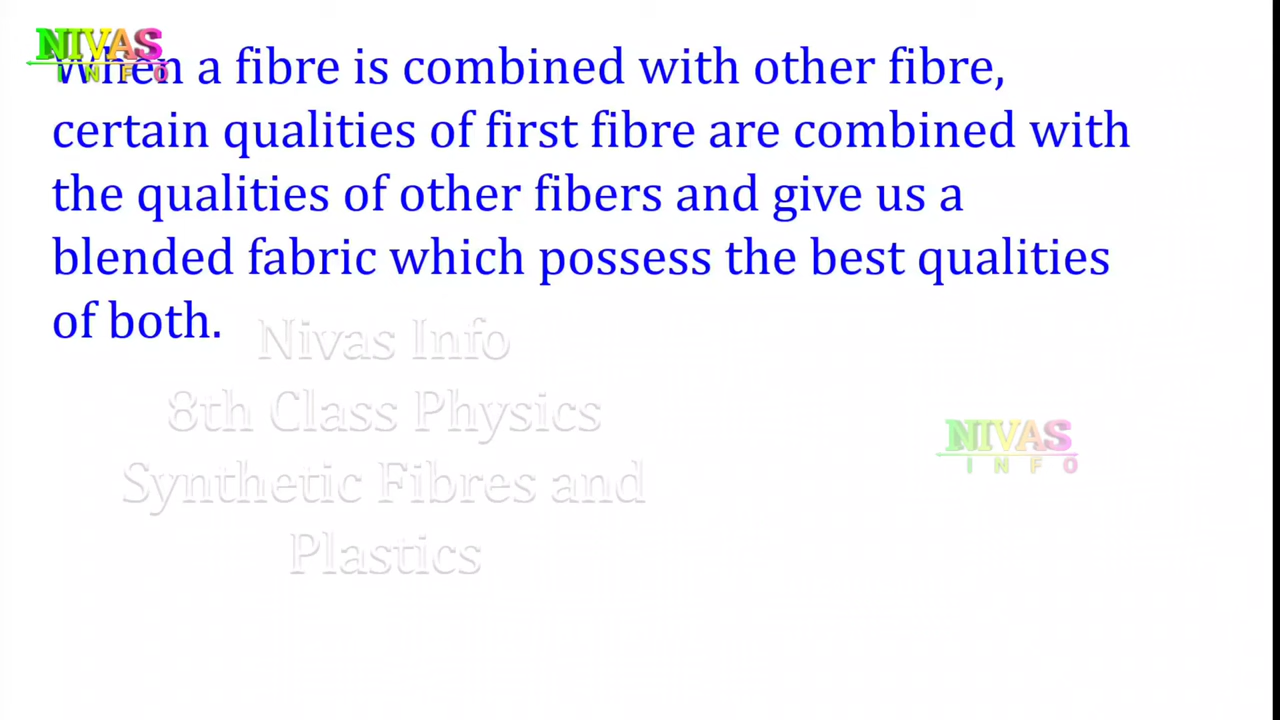 NIVAS
INFO
When a fibre is combined with other fibre,
certain qualities of first fibre are combined with
the qualities of other fibers and give us a
blended fabric which possess the best qualities
of both.
Nivas Info
8th Class Physics
Synthetic Fibres and
Plastics
NIVAS
INFO